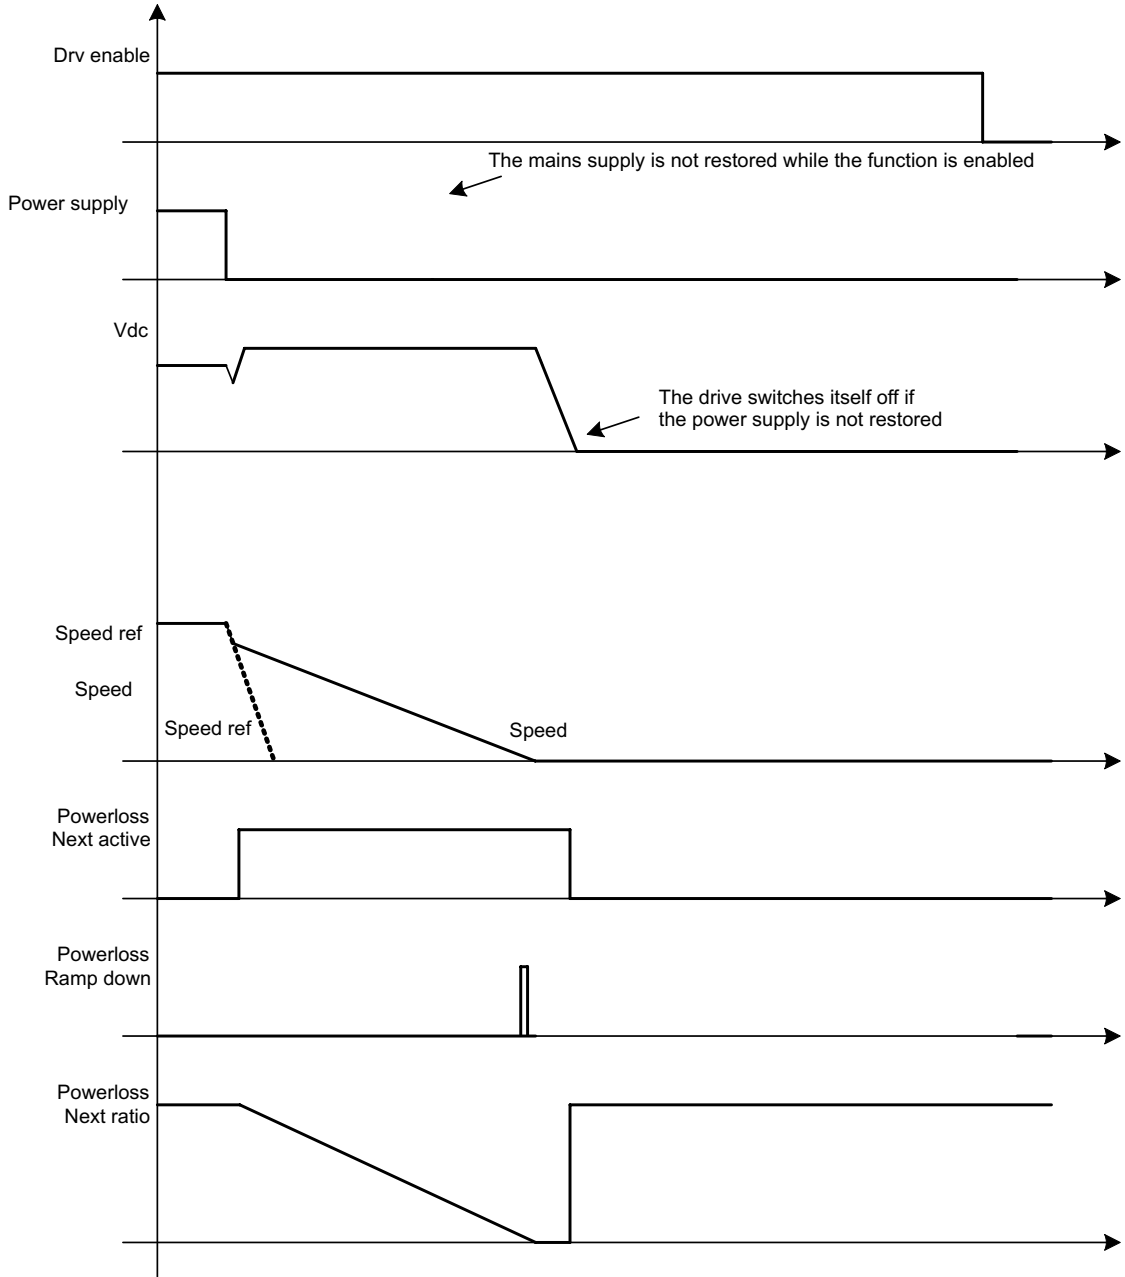 Drv enable
The mains supply is not restored while the function is enabled
Power supply
Vdc
The drive switches itself off if
the power supply is not restored
Speed ref
Speed
Speed ref
Speed
Powerloss
Next active
Powerloss
Ramp down
Powerloss
Next ratio